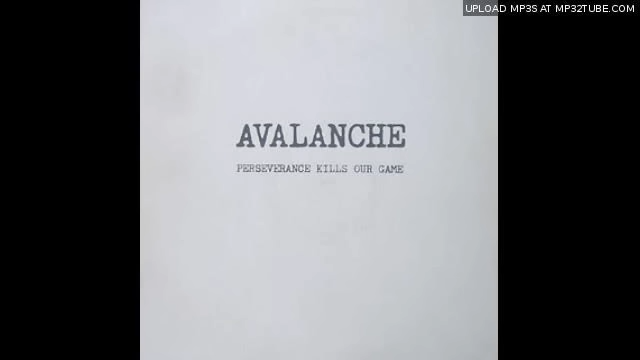 UPLOAD MP3S AT MP32TUBE.COM
AVALANCHE
PERSEVERANCE KILLS OUR GAME